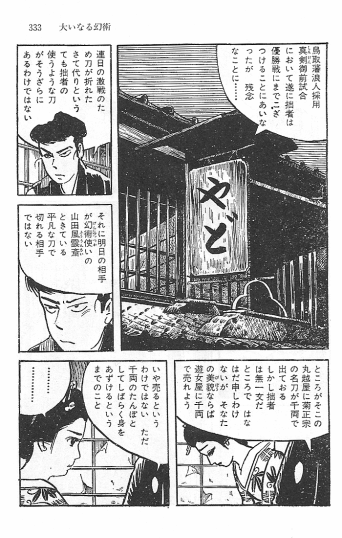 333 大いなる幻術
鳥取藩浪人採用
真剣御前試合
において遂に拙者は
優勝戦にまでこぎ
つけることにあいな
ったが 残念
なことに………
やど
連日の激戦のた
め刀が折れた
さて代りという
ても拙者の
使うような刀
がそうざらに
あるわけではない
それに明日の相手
が幻術使いの
山田風雲斎
ときている
平凡な刀で
切れる相手
ではない
ところがそこの
丸越屋に菊正宗
の名刀が千両で
出ておる
しかし拙者
は無一文だ
ところで はな
はだ申しわけ
ないが そなた
の美貌ならば
遊女屋に千両
で売れよう
いや売るという
わけではない ただ
千両のたんぽと
してしばらく身を
あずけるという
までのこと
………
………